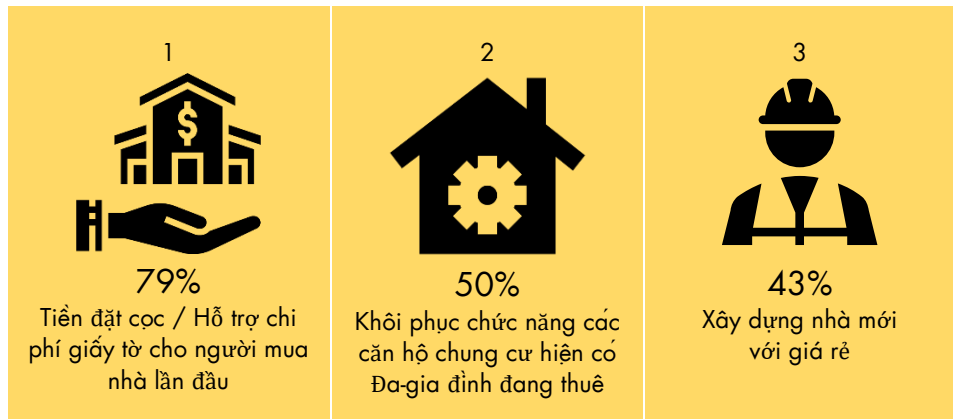 1
$
79%
Tiền đặt cọc / Hỗ trợ chi
phí giấy tờ cho người mua
nhà lần đầu
2
50%
Khôi phục chức năng các
căn hộ chung cư hiện có
Đa-gia đình đang thuê
3
43%
Xây dựng nhà mới
với giá rẻ